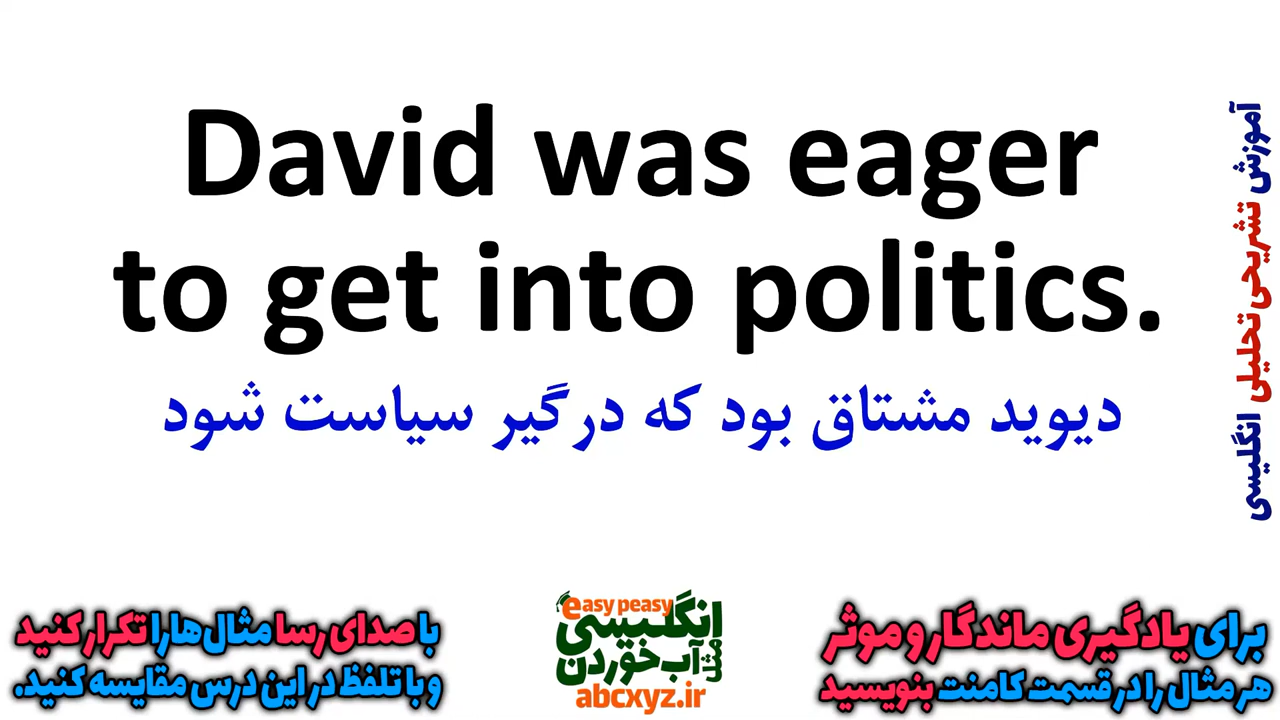 David was eager
to get into politics.
دیوید مشتاق بود که درگیر سیاست شود
آموزش تشریحی تحلیلی انگلیسی
برای یادگیری ماندگار و موثر
هر مثال را در قسمت کامنت بنویسید
easy peasy
انگلیسی
مثل آب خوردن
abcxyz.ir
با صدای رسا مثال‌ها را تکرار کنید
و با تلفظ در این درس مقایسه کنید.